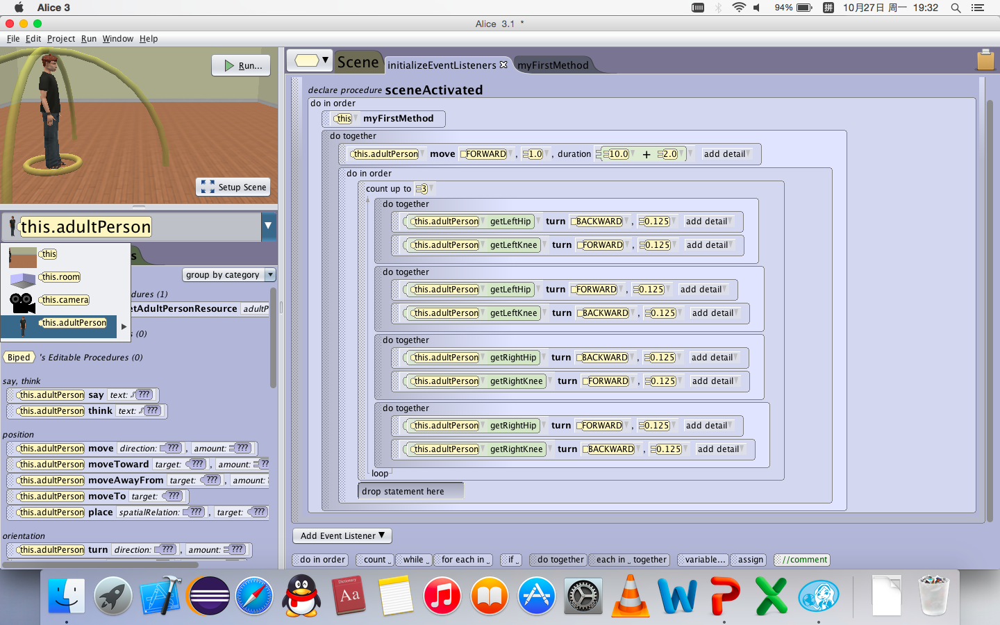 Alice 3
94% 拼 10月27日 周一 19:32
Alice 3.1 *
File Edit Project Run Window Help
Run...
Setup Scene
this.adultPerson
this
this.room
this.camera
this.adultPerson
s
group by category
dures (1)
etAdultPersonResource adultP
s (0)
Biped 's Editable Procedures (0)
say, think
this.adultPerson say text: ???
this.adultPerson think text: ???
position
this.adultPerson move direction: ???, amount: ???
this.adultPerson moveToward target: ???, amount: ??
this.adultPerson moveAwayFrom target: ???, amount:
this.adultPerson moveTo target: ???
this.adultPerson place spatialRelation: ???, target: ???
orientation
this.adultPerson turn direction: ???, amount: ???
Scene initializeEventListeners myFirstMethod
declare procedure sceneActivated
do in order
this myFirstMethod
do together
this.adultPerson move FORWARD, 1.0, duration 10.0 + 2.0 add detail
do in order
count up to 3
do together
this.adultPerson getLeftHip turn BACKWARD, 0.125 add detail
this.adultPerson getLeftKnee turn FORWARD, 0.125 add detail
do together
this.adultPerson getLeftHip turn FORWARD, 0.125 add detail
this.adultPerson getLeftKnee turn BACKWARD, 0.125 add detail
do together
this.adultPerson getRightHip turn BACKWARD, 0.125 add detail
this.adultPerson getRightKnee turn FORWARD, 0.125 add detail
do together
this.adultPerson getRightHip turn FORWARD, 0.125 add detail
this.adultPerson getRightKnee turn BACKWARD, 0.125 add detail
loop
drop statement here
Add Event Listener
do in order count _ while _ for each in _ if _ do together each in _ together variable... assign //comment
Dictionary
Aa